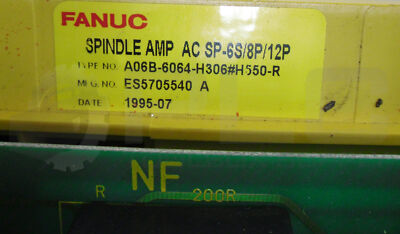 FANUC
SPINDLE AMP AC SP-6S/8P/12P
TYPE NO. A06B-6064-H306#H550-R
MFG. NO. ES5705540 A
DATE 1995-07
NF
R 200R